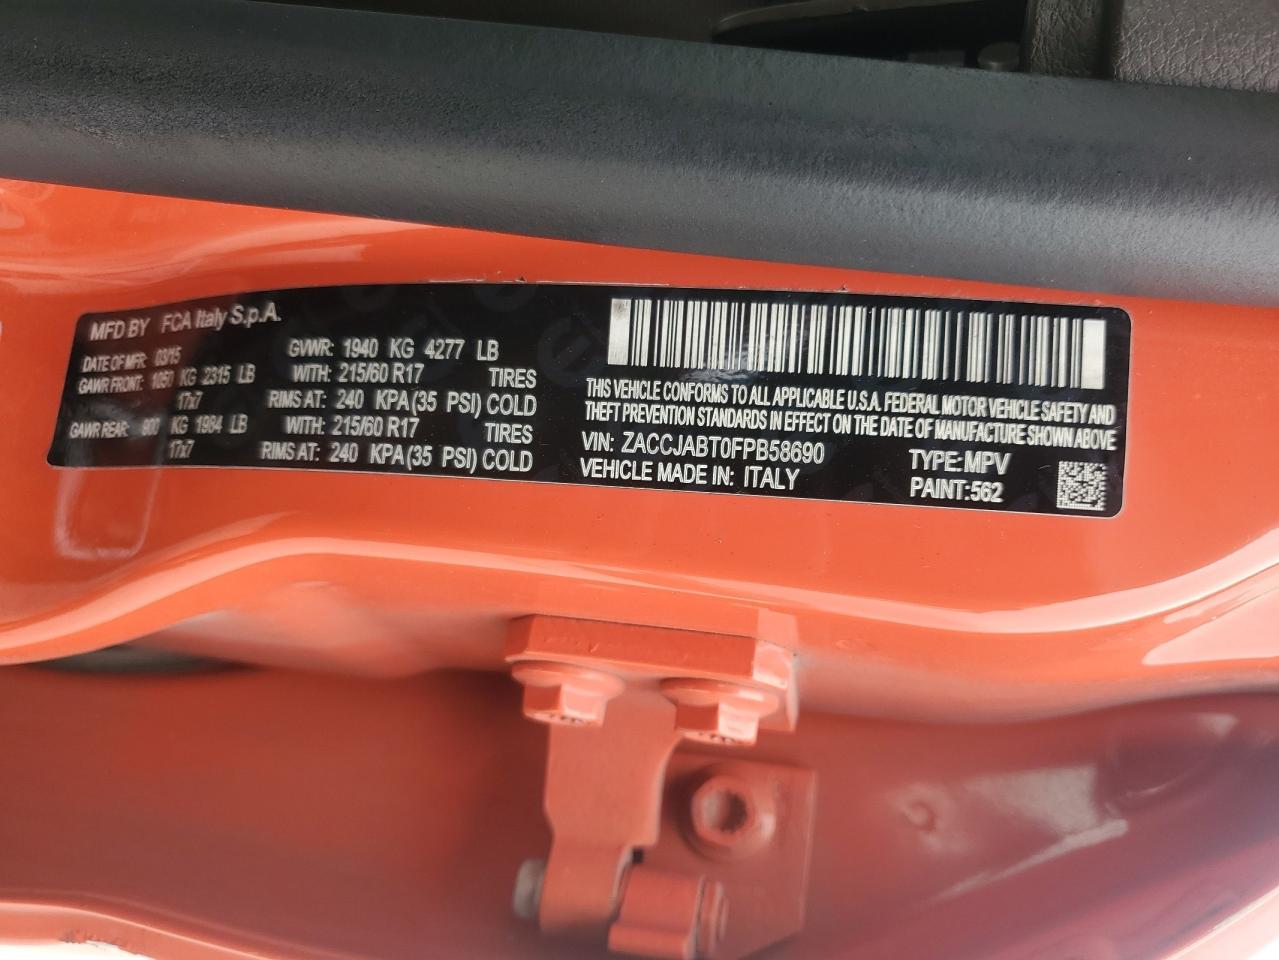 MFD BY FCA Italy S.p.A.
DATE OF MFR: 03/15 GVWR: 1940 KG 4277 LB
GAWR FRONT: 1050 KG 2315 LB WITH: 215/60 R17 TIRES
17x7 RIMS AT: 240 KPA(35 PSI) COLD
GAWR REAR: 900 KG 1984 LB WITH: 215/60 R17 TIRES
17x7 RIMS AT: 240 KPA(35 PSI) COLD
THIS VEHICLE CONFORMS TO ALL APPLICABLE U.S.A. FEDERAL MOTOR VEHICLE SAFETY AND
THEFT PREVENTION STANDARDS IN EFFECT ON THE DATE OF MANUFACTURE SHOWN ABOVE
VIN: ZACCJABT0FPB58690 TYPE: MPV
VEHICLE MADE IN: ITALY PAINT: 562